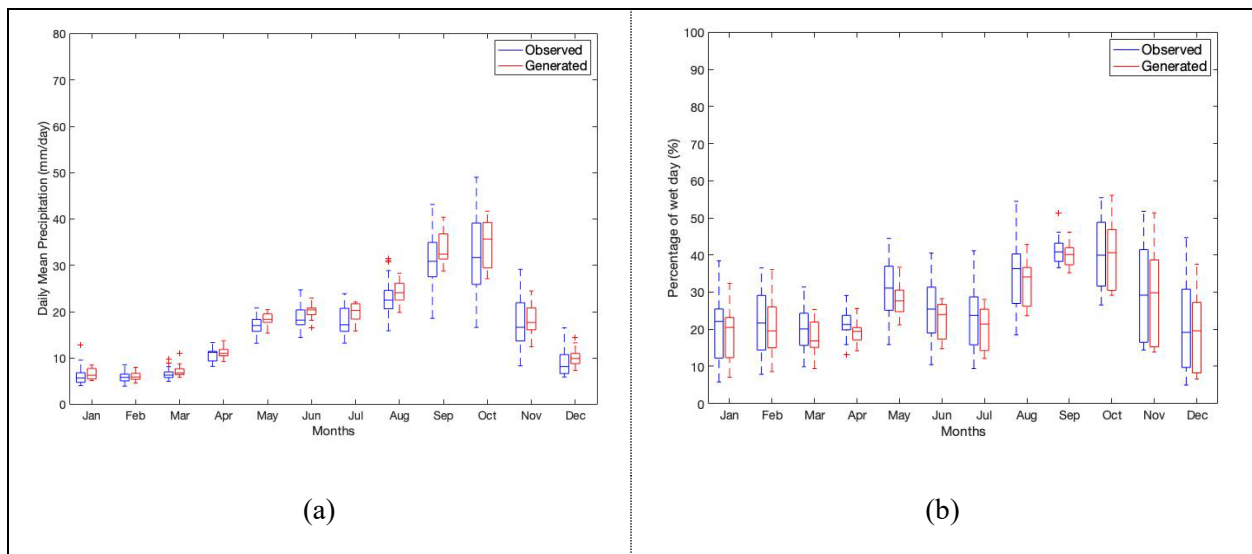 80
70
60
50
40
30
20
10
0
Daily Mean Precipitation (mm/day)
Observed
Generated
Jan Feb Mar Apr May Jun Jul Aug Sep Oct Nov Dec
Months
(a)
100
90
80
70
60
50
40
30
20
10
0
Percentage of wet day (%)
Observed
Generated
Jan Feb Mar Apr May Jun Jul Aug Sep Oct Nov Dec
Months
(b)